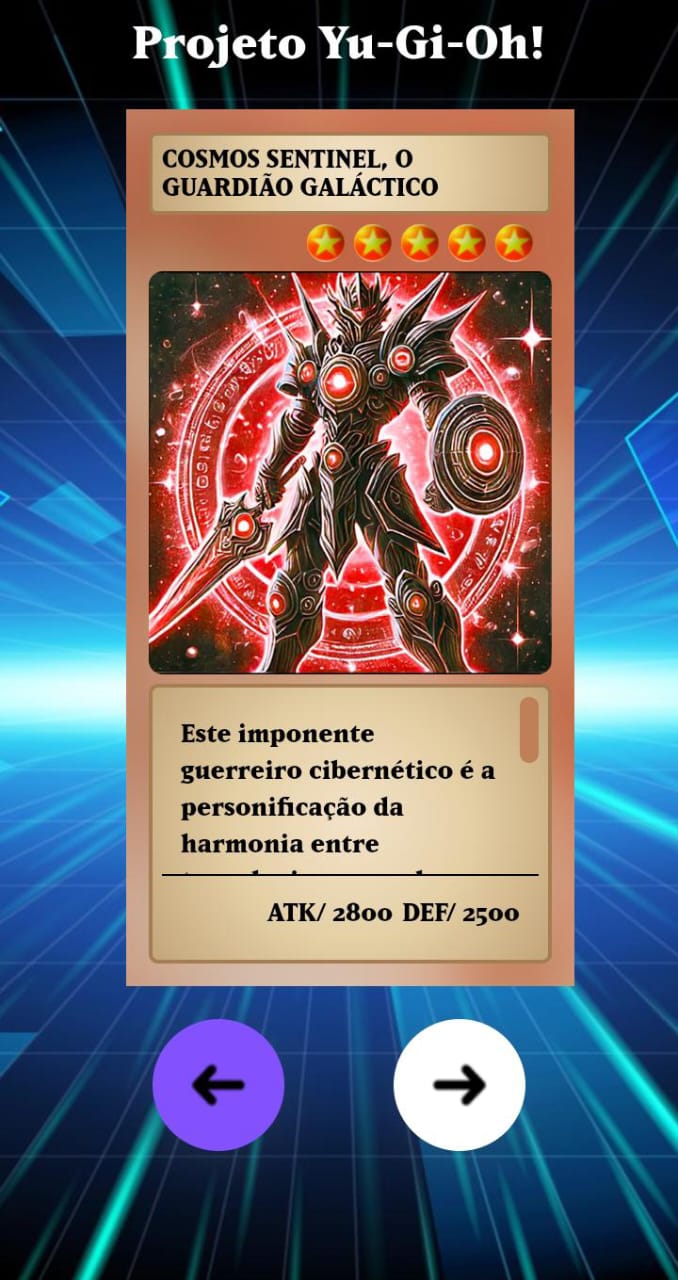 Projeto Yu-Gi-Oh!
COSMOS SENTINEL, O
GUARDIÃO GALÁCTICO
Este imponente
guerreiro cibernético é a
personificação da
harmonia entre
ATK/ 2800 DEF/ 2500